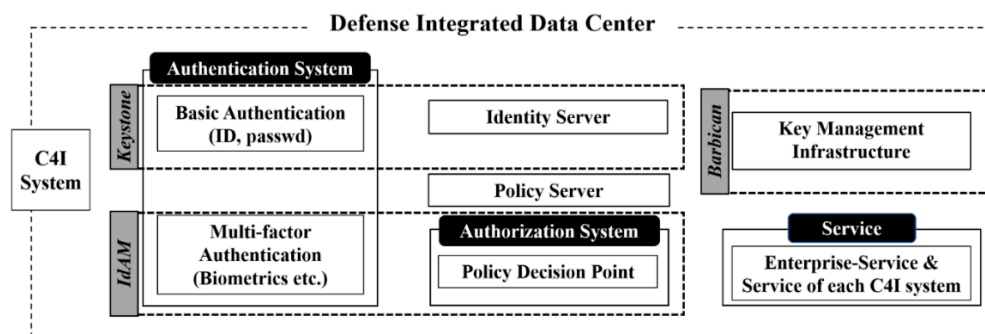 Defense Integrated Data Center
Authentication System
Keystone
Basic Authentication
(ID, passwd)
Identity Server
Barbican
Key Management
Infrastructure
C4I
System
Policy Server
IdAM
Multi-factor
Authentication
(Biometrics etc.)
Authorization System
Policy Decision Point
Service
Enterprise-Service &
Service of each C4I system